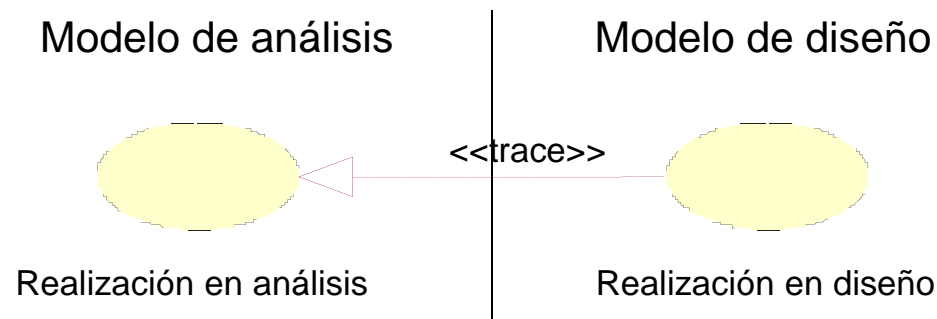 Modelo de análisis
Modelo de diseño
<<trace>>
Realización en análisis
Realización en diseño